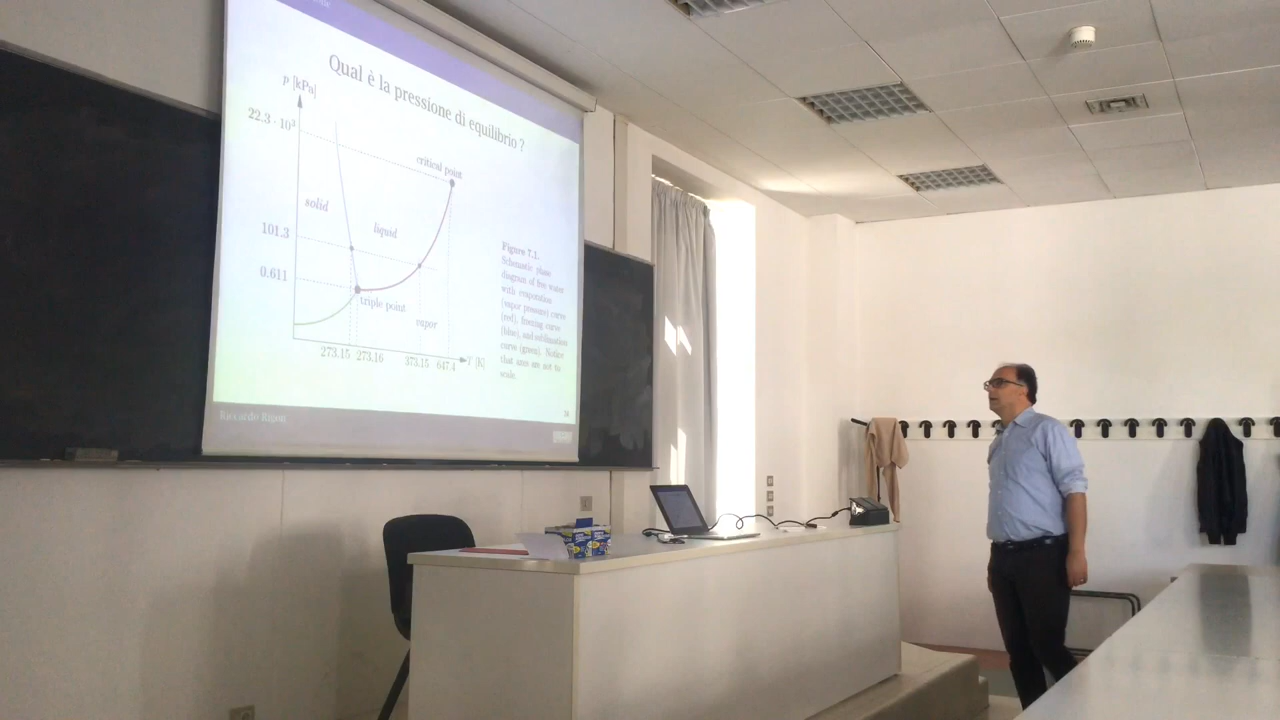 Qual è la pressione di equilibrio ?
P [kPa]
22.3 · 10³
critical point
solid
liquid
101.3
0.611
triple point
vapor
273.15 273.16 373.15 647.4 T [K]
Figure 7.1.
Schematic phase
diagram of free water
with evaporation
(vapor pressure) curve
(red), freezing curve
(blue), and sublimation
curve (green). Notice
that axes are not to
scale.
Riccardo Rigon